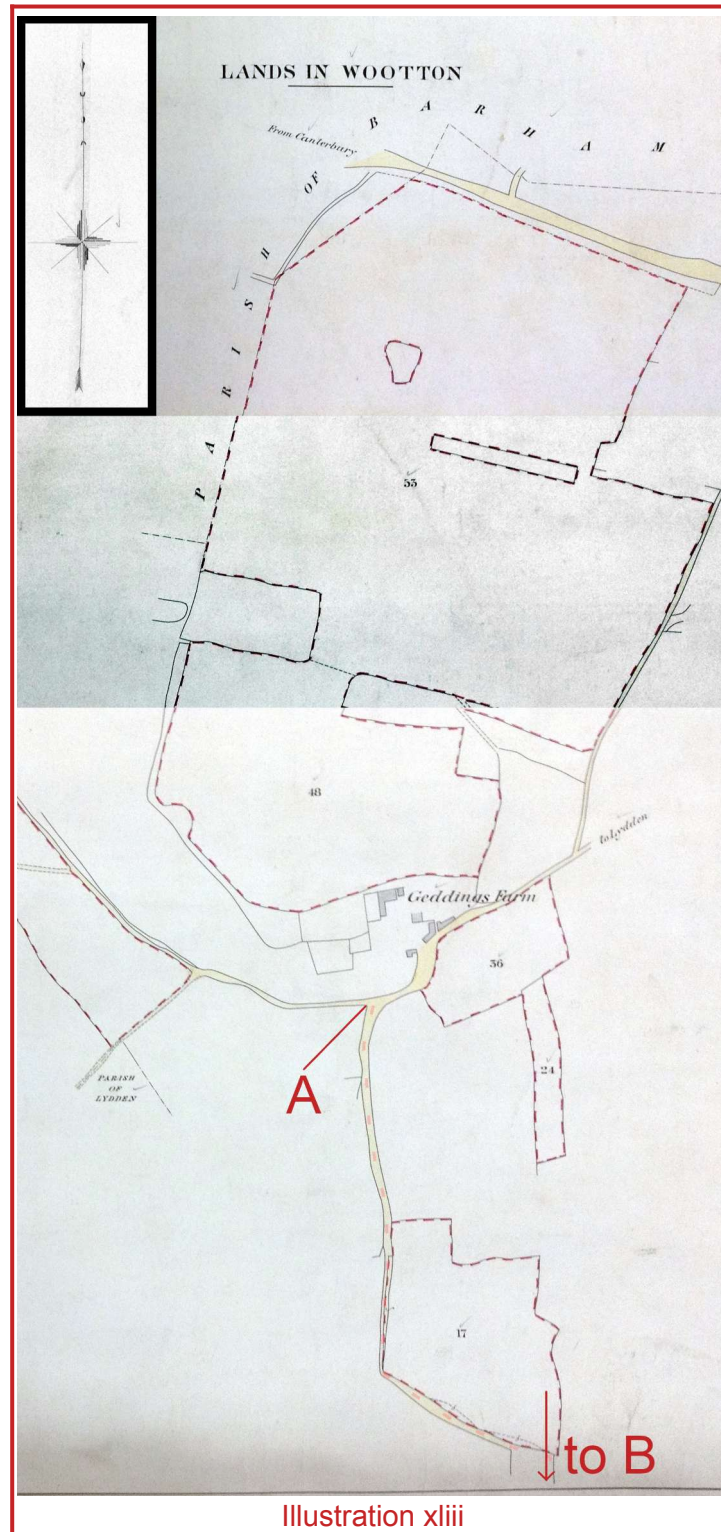 LANDS IN WOOTTON
From Canterbury
PARISH OF BARHAM
55
48
to Lydden
Geddings Farm
36
PARISH
OF
LYDDEN
24
A
17
to B
Illustration xliii